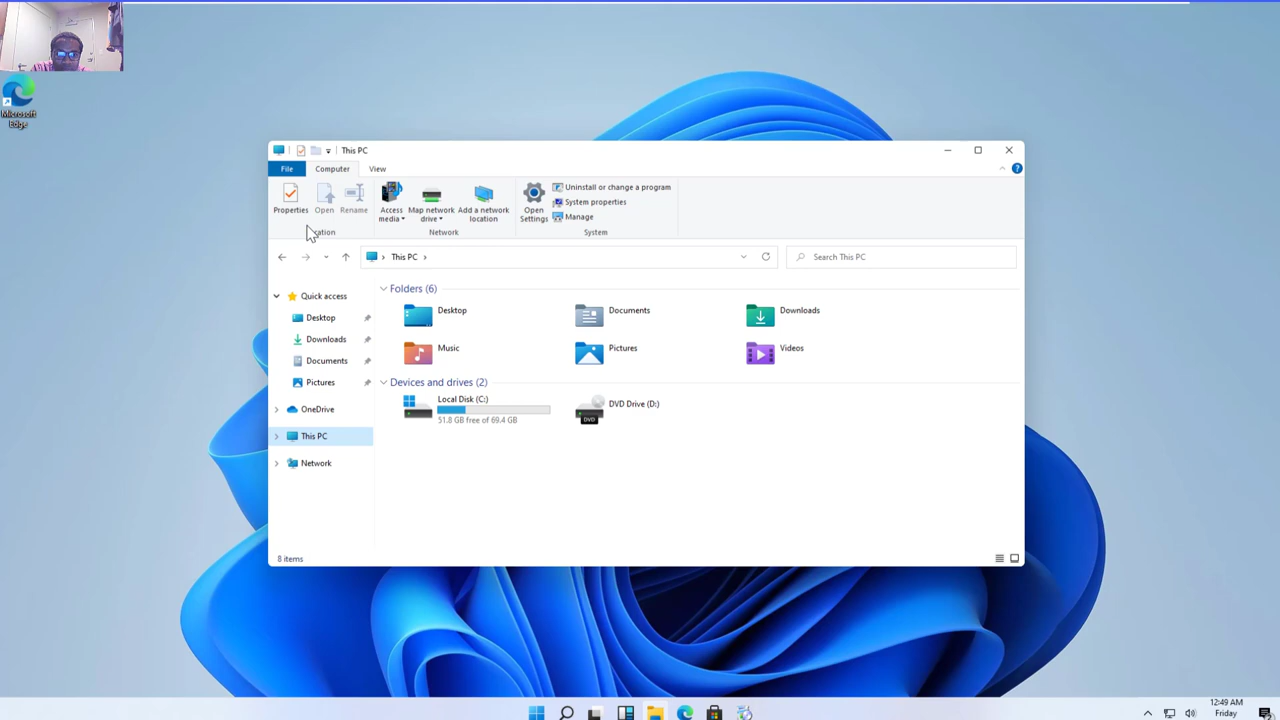 Microsoft
Edge
This PC
File
Computer
View
Properties
Open
Rename
Access
media
Map network
drive
Add a network
location
Open
Settings
Uninstall or change a program
System properties
Manage
Network
System
This PC
Search This PC
Quick access
Desktop
Downloads
Documents
Pictures
OneDrive
This PC
Network
Folders (6)
Desktop
Documents
Downloads
Music
Pictures
Videos
Devices and drives (2)
Local Disk (C:)
51.8 GB free of 69.4 GB
DVD Drive (D:)
DVD
8 items
12:49 AM
Friday